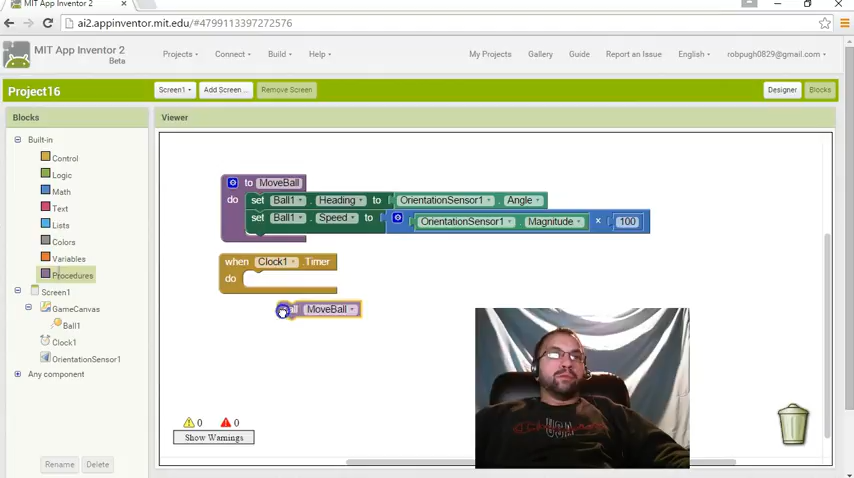 MIT App Inventor 2
ai2.appinventor.mit.edu/#4799113397272576
MIT App Inventor 2
Beta
Projects
Connect
Build
Help
My Projects
Gallery
Guide
Report an Issue
English
robpugh0829@gmail.com
Project16
Screen1
Add Screen ...
Remove Screen
Designer
Blocks
Blocks
Viewer
Built-in
Control
Logic
Math
Text
Lists
Colors
Variables
Procedures
Screen1
GameCanvas
Ball1
Clock1
OrientationSensor1
Any component
Rename
Delete
to MoveBall
do set Ball1 . Heading to OrientationSensor1 . Angle
set Ball1 . Speed to OrientationSensor1 . Magnitude × 100
when Clock1 .Timer
do
MoveBall
0
0
Show Warnings
USA